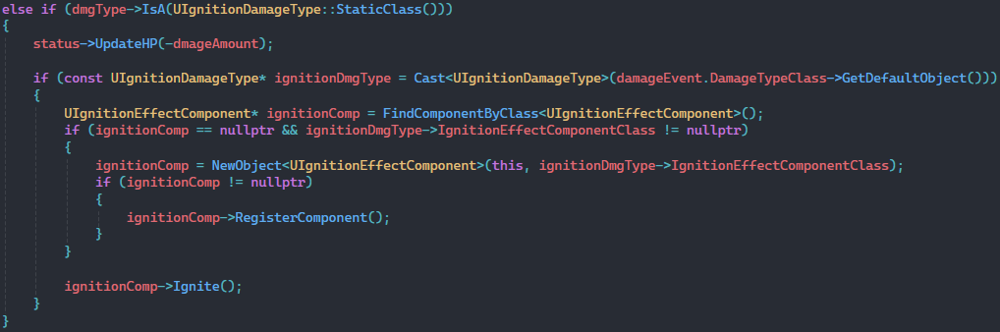 else if (dmgType->IsA(UIgnitionDamageType::StaticClass()))
{
status->UpdateHP(-dmageAmount);
if (const UIgnitionDamageType* ignitionDmgType = Cast<UIgnitionDamageType>(damageEvent.DamageTypeClass->GetDefaultObject()))
{
UIgnitionEffectComponent* ignitionComp = FindComponentByClass<UIgnitionEffectComponent>();
if (ignitionComp == nullptr && ignitionDmgType->IgnitionEffectComponentClass != nullptr)
{
ignitionComp = NewObject<UIgnitionEffectComponent>(this, ignitionDmgType->IgnitionEffectComponentClass);
if (ignitionComp != nullptr)
{
ignitionComp->RegisterComponent();
}
}
ignitionComp->Ignite();
}
}